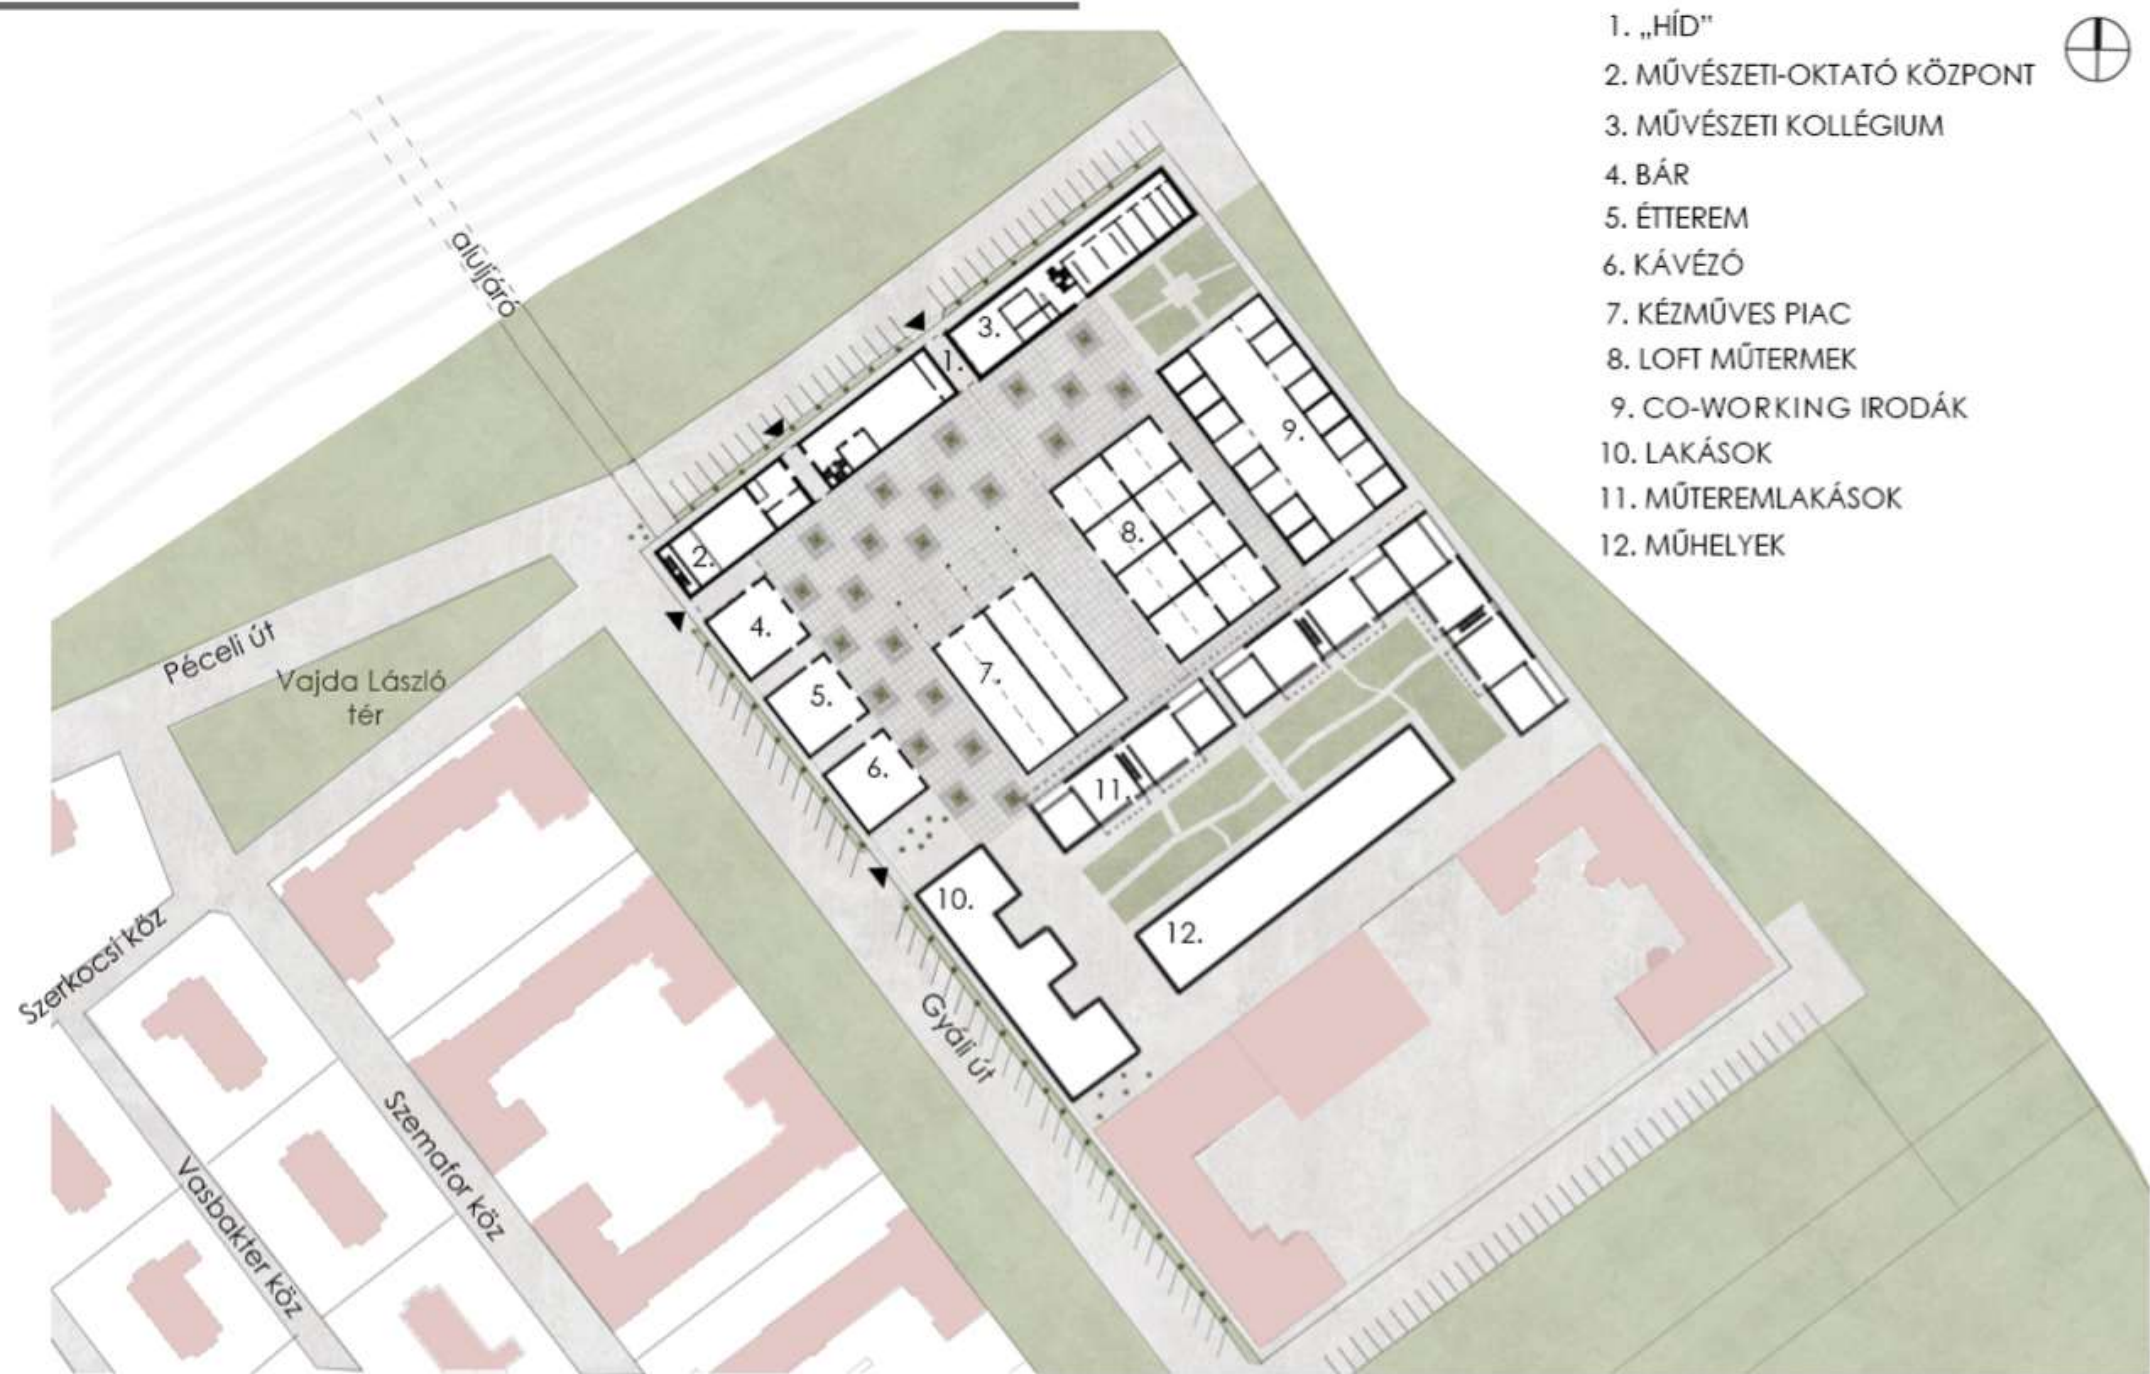 1. „HÍD”
2. MŰVÉSZETI-OKTATÓ KÖZPONT
3. MŰVÉSZETI KOLLÉGIUM
4. BÁR
5. ÉTTEREM
6. KÁVÉZÓ
7. KÉZMŰVES PIAC
8. LOFT MŰTERMEK
9. CO-WORKING IRODÁK
10. LAKÁSOK
11. MŰTEREMLAKÁSOK
12. MŰHELYEK
aluljáró
3.
1.
9.
8.
2.
4.
5.
7.
6.
11.
10.
12.
Péceli út
Vajda László
tér
Szerkocsi köz
Gyáli út
Szemafor köz
Vasbakter köz